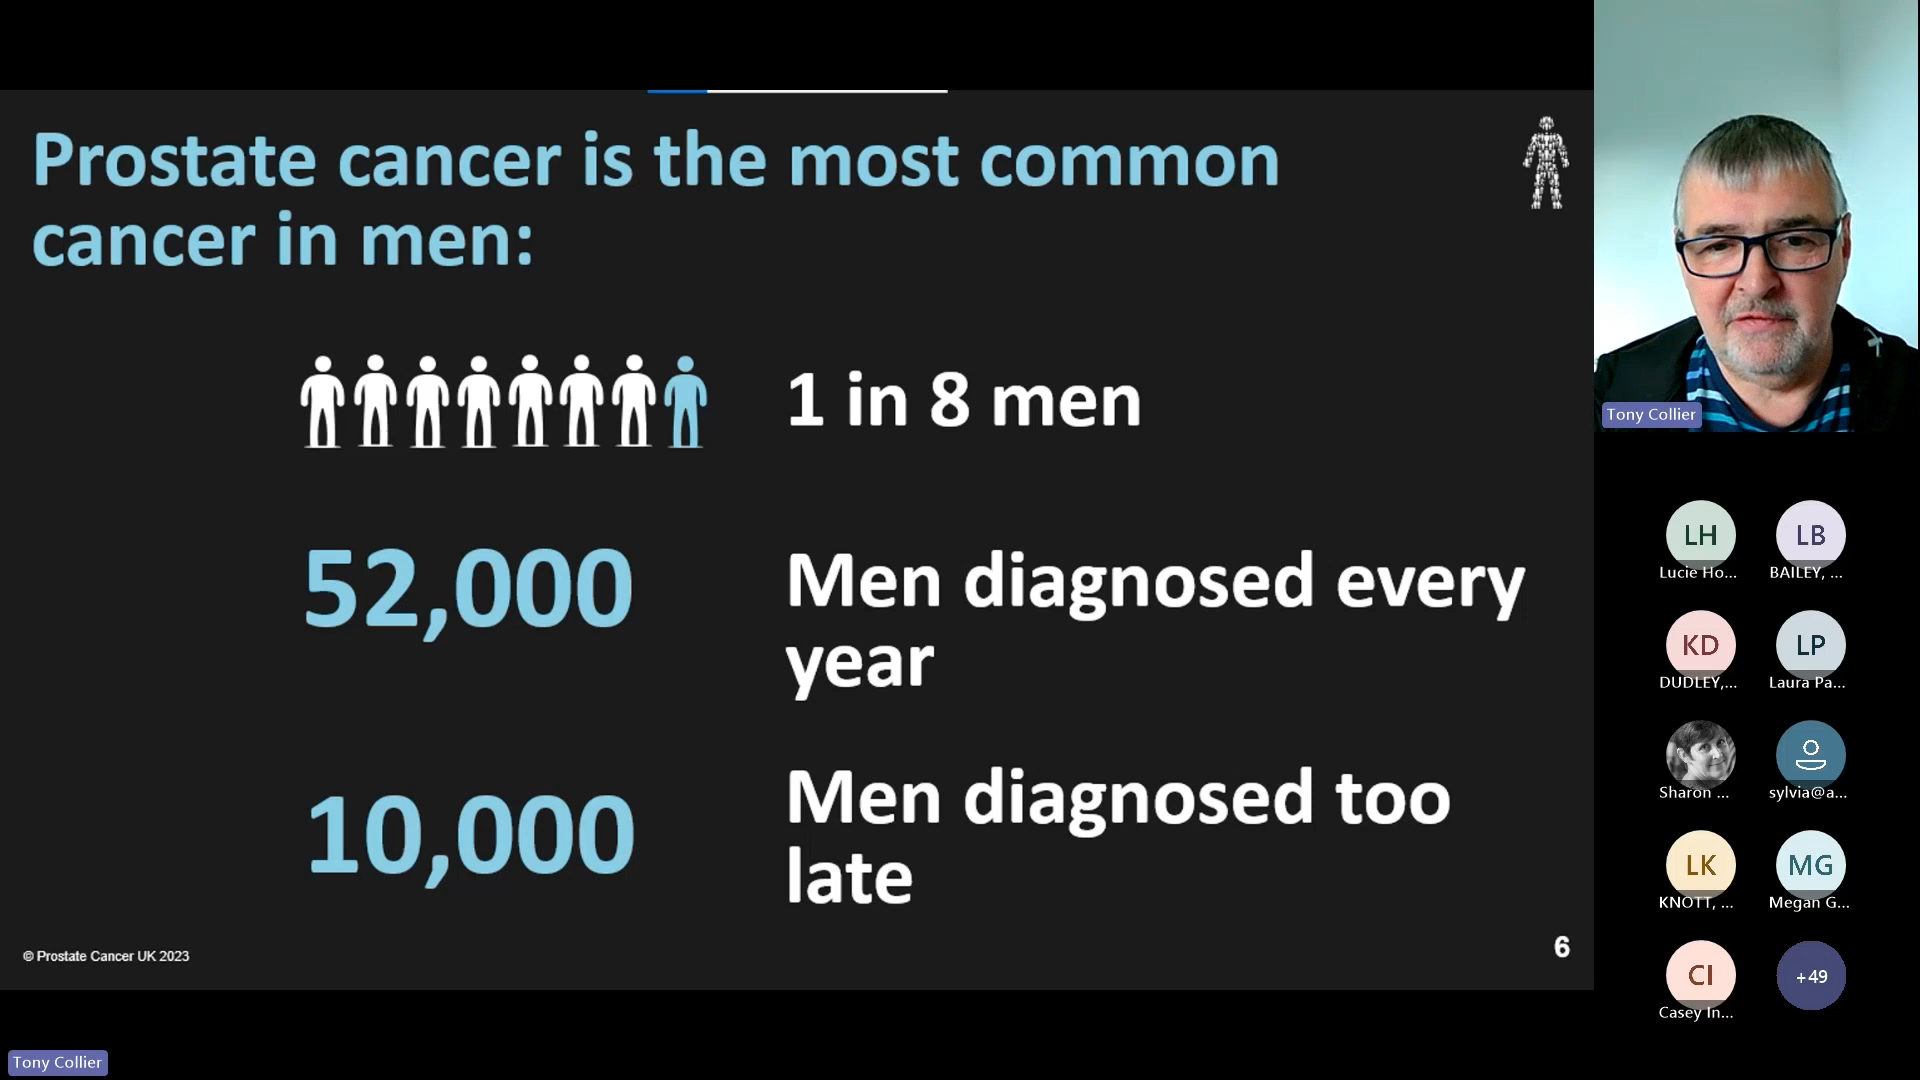 Prostate cancer is the most common
cancer in men:
1 in 8 men
52,000
Men diagnosed every
year
10,000
Men diagnosed too
late
© Prostate Cancer UK 2023
6
Tony Collier
Tony Collier
LH
Lucie Ho...
LB
BAILEY, ...
KD
DUDLEY,...
LP
Laura Pa...
Sharon ...
sylvia@a...
LK
KNOTT, ...
MG
Megan G...
CI
Casey In...
+49